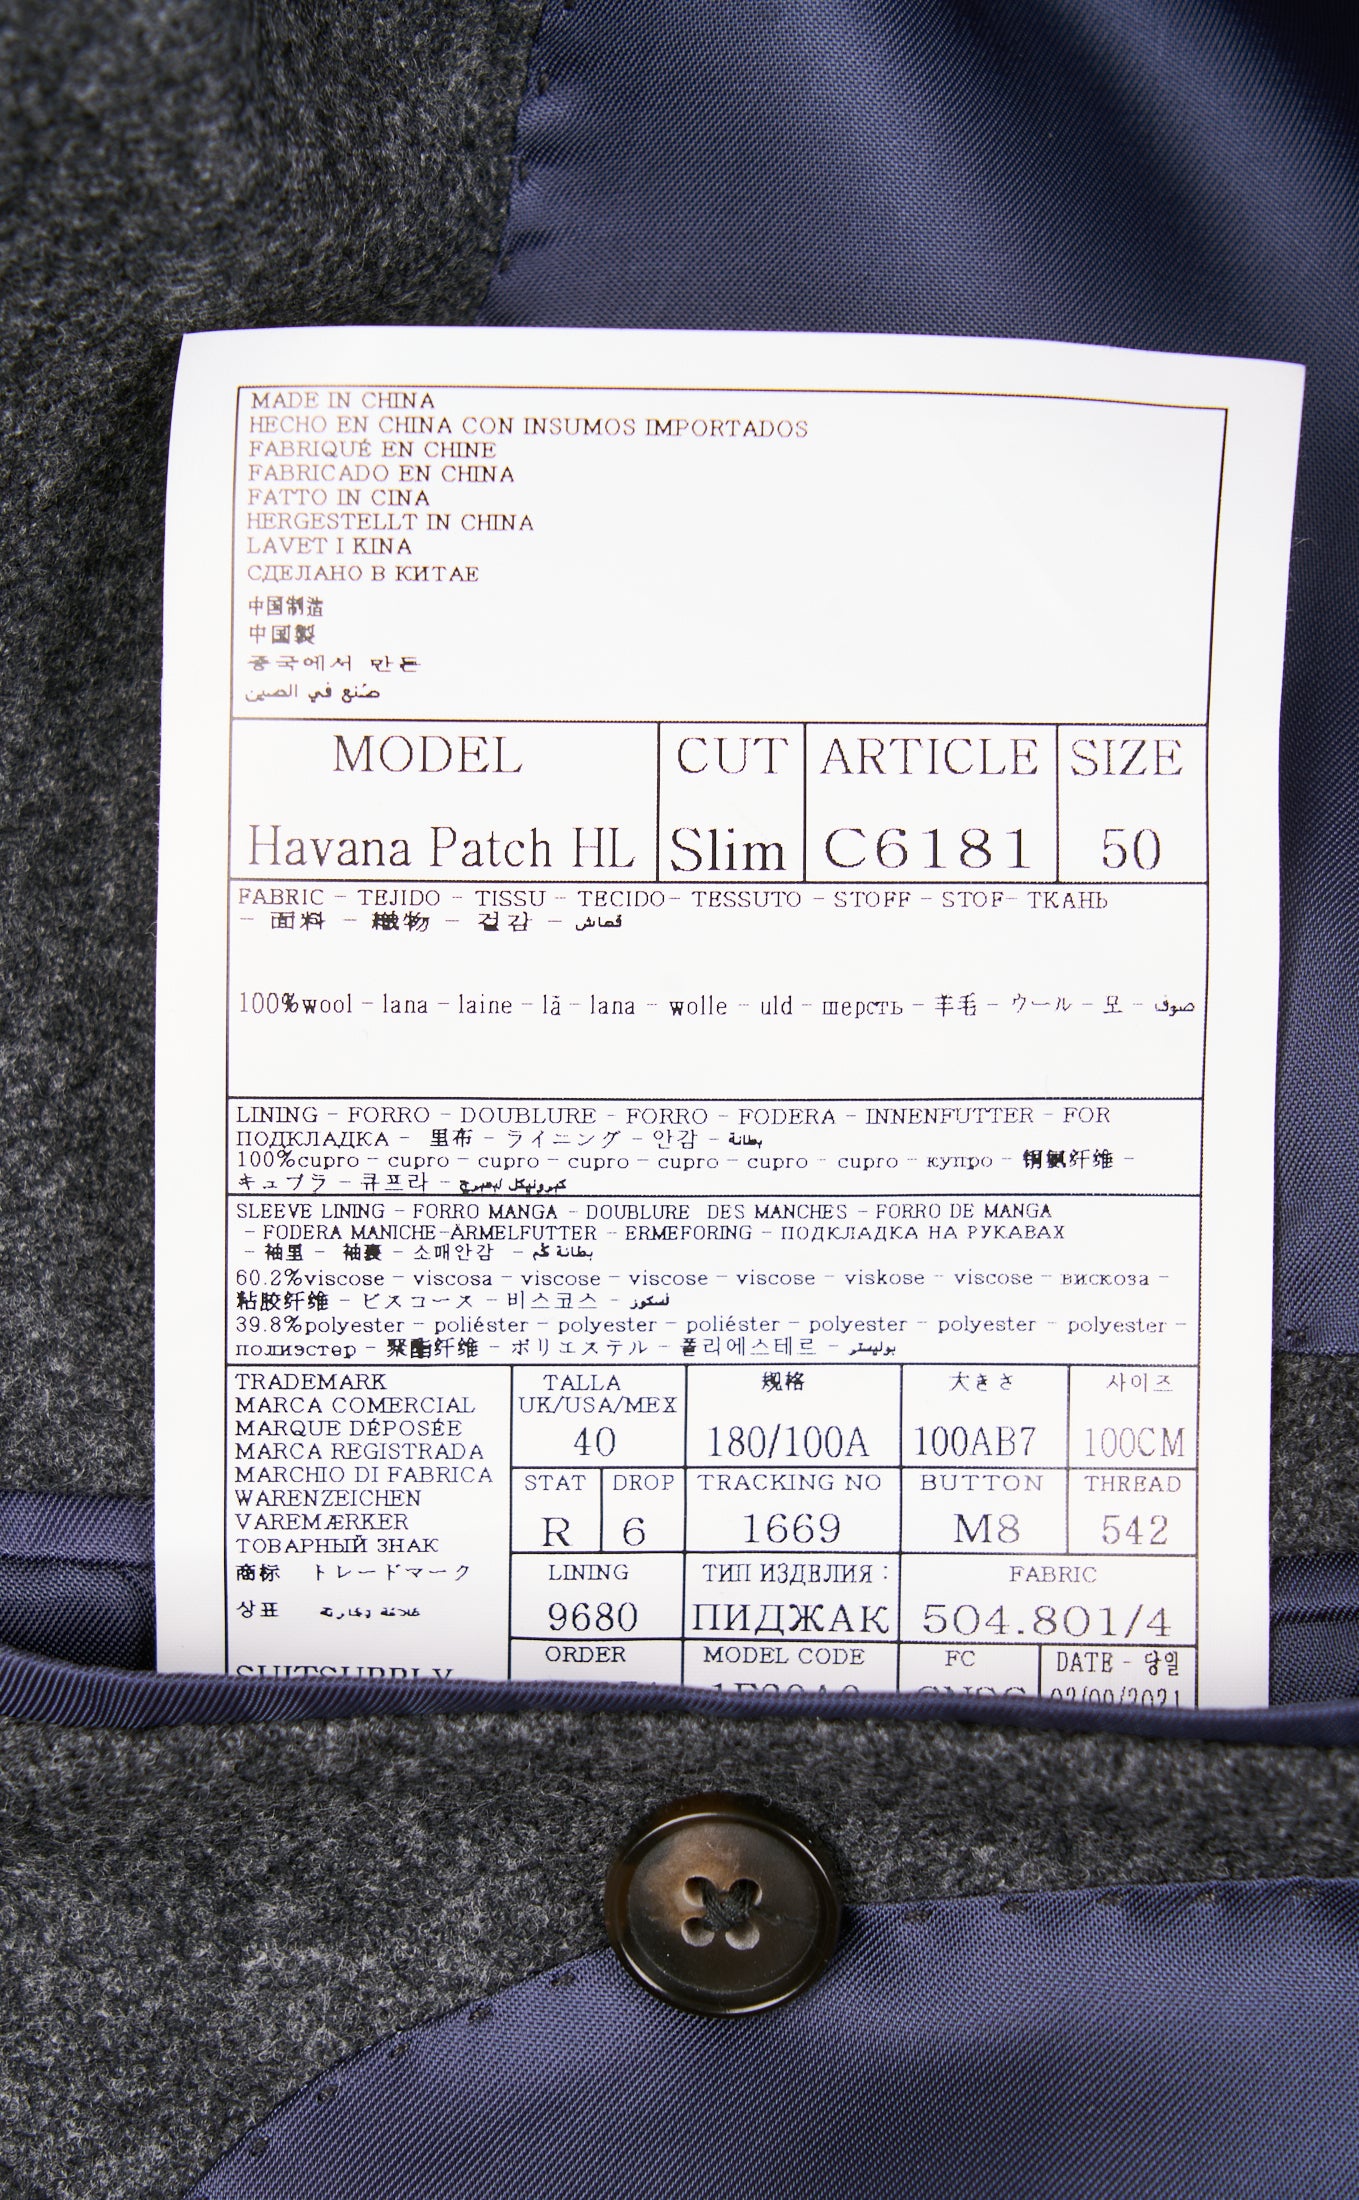 MADE IN CHINA
HECHO EN CHINA CON INSUMOS IMPORTADOS
FABRIQUÉ EN CHINE
FABRICADO EN CHINA
FATTO IN CINA
HERGESTELLT IN CHINA
LAVET I KINA
СДЕЛАНО В КИТАЕ
中国制造
中国製
중국에서 만든
صنع في الصين
MODEL CUT ARTICLE SIZE
Havana Patch HL Slim C6181 50
FABRIC - TEJIDO - TISSU - TECIDO- TESSUTO - STOFF - STOF- ТКАНЬ
- 面料 - 織物 - 겉감 - قماش
100%wool - lana - laine - lã - lana - wolle - uld - шерсть - 羊毛 - ウール - 모 - صوف
LINING - FORRO - DOUBLURE - FORRO - FODERA - INNENFUTTER - FOR
ПОДКЛАДКА - 里布 - ライニング - 안감 - بطانة
100%cupro - cupro - cupro - cupro - cupro - cupro - cupro - купро - 铜氨纤维 -
キュプラ - 큐프라 -
SLEEVE LINING - FORRO MANGA - DOUBLURE DES MANCHES - FORRO DE MANGA
- FODERA MANICHE-ÄRMELFUTTER - ERMEFORING - ПОДКЛАДКА НА РУКАВАХ
- 袖里 - 袖裏 - 소매안감 - بطانة كم
60.2%viscose - viscosa - viscose - viscose - viscose - viskose - viscose - вискоза -
粘胶纤维 - ビスコース - 비스코스 -
39.8%polyester - poliéster - polyester - poliéster - polyester - polyester - polyester -
полиэстер - 聚酯纤维 - ポリエステル - 폴리에스테르 - بوليستر
TRADEMARK
MARCA COMERCIAL
MARQUE DÉPOSÉE
MARCA REGISTRADA
MARCHIO DI FABRICA
WARENZEICHEN
VAREMÆRKER
ТОВАРНЫЙ ЗНАК
商标 トレードマーク
상표
SUITSUPPLY
TALLA 规格 大きさ 사이즈
UK/USA/MEX
40 180/100A 100AB7 100CM
STAT DROP TRACKING NO BUTTON THREAD
R 6 1669 M8 542
LINING ТИП ИЗДЕЛИЯ : FABRIC
9680 ПИДЖАК 504.801/4
ORDER MODEL CODE FC DATE - 당일